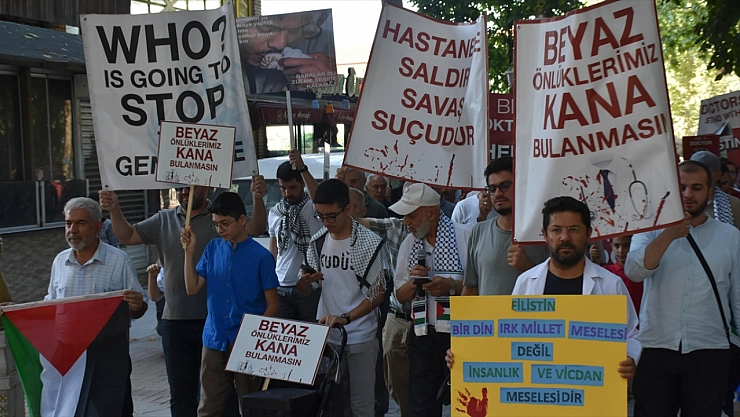 WHO?
IS GOING TO
STOP
BEYAZ
ÖNLÜKLERİMİZ
KANA
BULANMASIN
BABALAR
HASTANE
SALDIR
SAVAŞ
SUÇUDUR
BEYAZ
ÖNLÜKLERİMİZ
KANA
BULANMASIN
DOCTORS
KUDÜS
BEYAZ
ÖNLÜKLERİMİZ
KANA
BULANMASIN
FİLİSTİN
BİR DİN IRK MİLLET MESELESİ
DEĞİL
İNSANLIK VE VİCDAN
MESELESİDİR